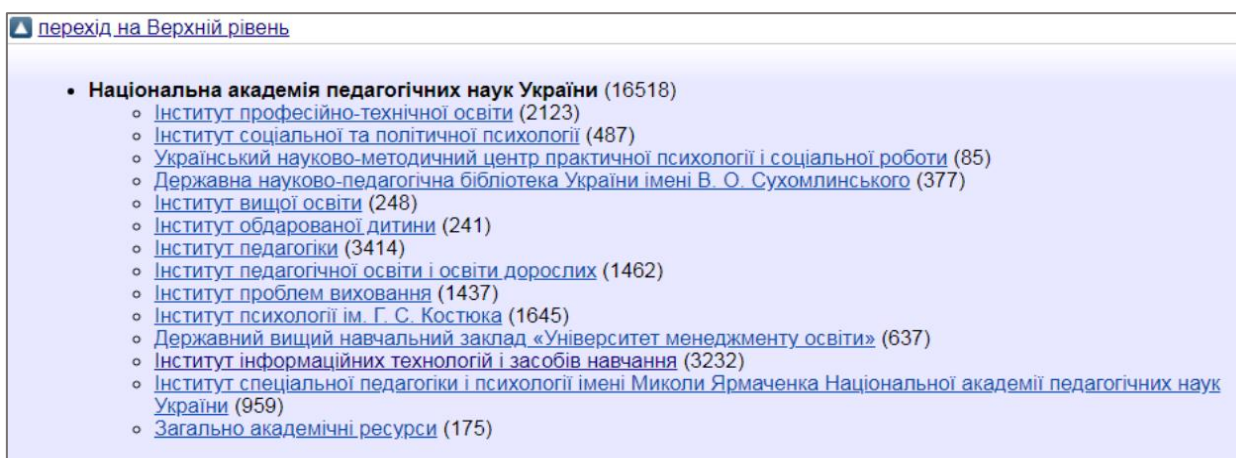 перехід на Верхній рівень
Національна академія педагогічних наук України (16518)
Інститут професійно-технічної освіти (2123)
Інститут соціальної та політичної психології (487)
Український науково-методичний центр практичної психології і соціальної роботи (85)
Державна науково-педагогічна бібліотека України імені В. О. Сухомлинського (377)
Інститут вищої освіти (248)
Інститут обдарованої дитини (241)
Інститут педагогіки (3414)
Інститут педагогічної освіти і освіти дорослих (1462)
Інститут проблем виховання (1437)
Інститут психології ім. Г. С. Костюка (1645)
Державний вищий навчальний заклад «Університет менеджменту освіти» (637)
Інститут інформаційних технологій і засобів навчання (3232)
Інститут спеціальної педагогіки і психології імені Миколи Ярмаченка Національної академії педагогічних наук
України (959)
Загально академічні ресурси (175)